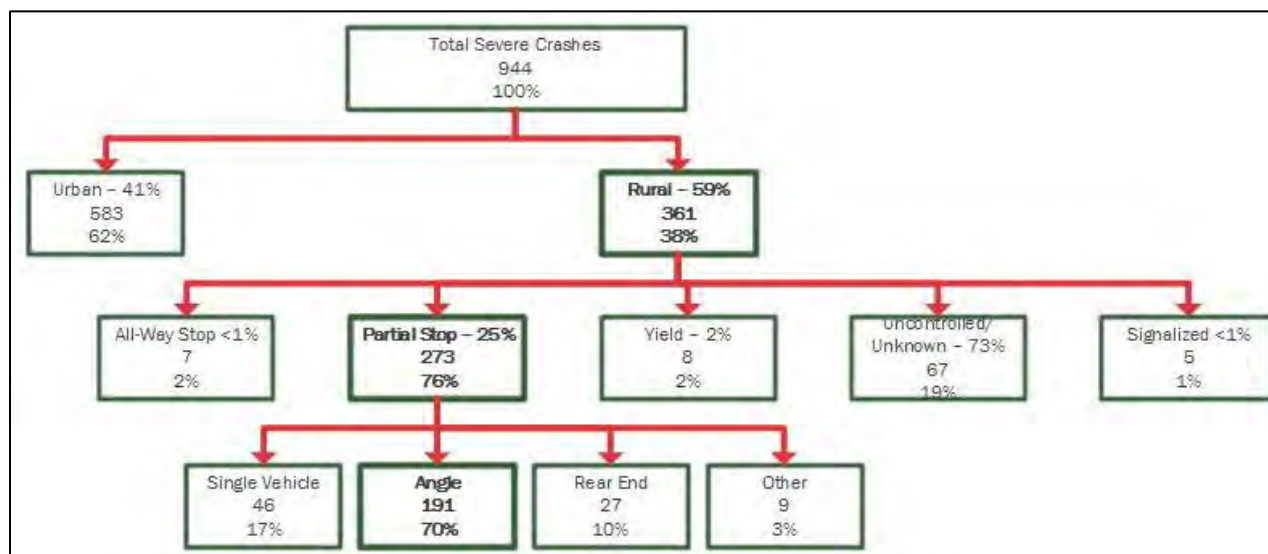 Total Severe Crashes
944
100%
Urban – 41%
583
62%
Rural – 59%
361
38%
All-Way Stop <1%
7
2%
Partial Stop – 25%
273
76%
Yield – 2%
8
2%
Uncontrolled/
Unknown – 73%
67
19%
Signalized <1%
5
1%
Single Vehicle
46
17%
Angle
191
70%
Rear End
27
10%
Other
9
3%